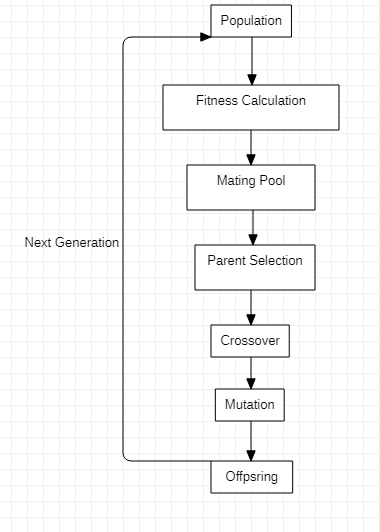 Population
Fitness Calculation
Mating Pool
Next Generation
Parent Selection
Crossover
Mutation
Offpsring